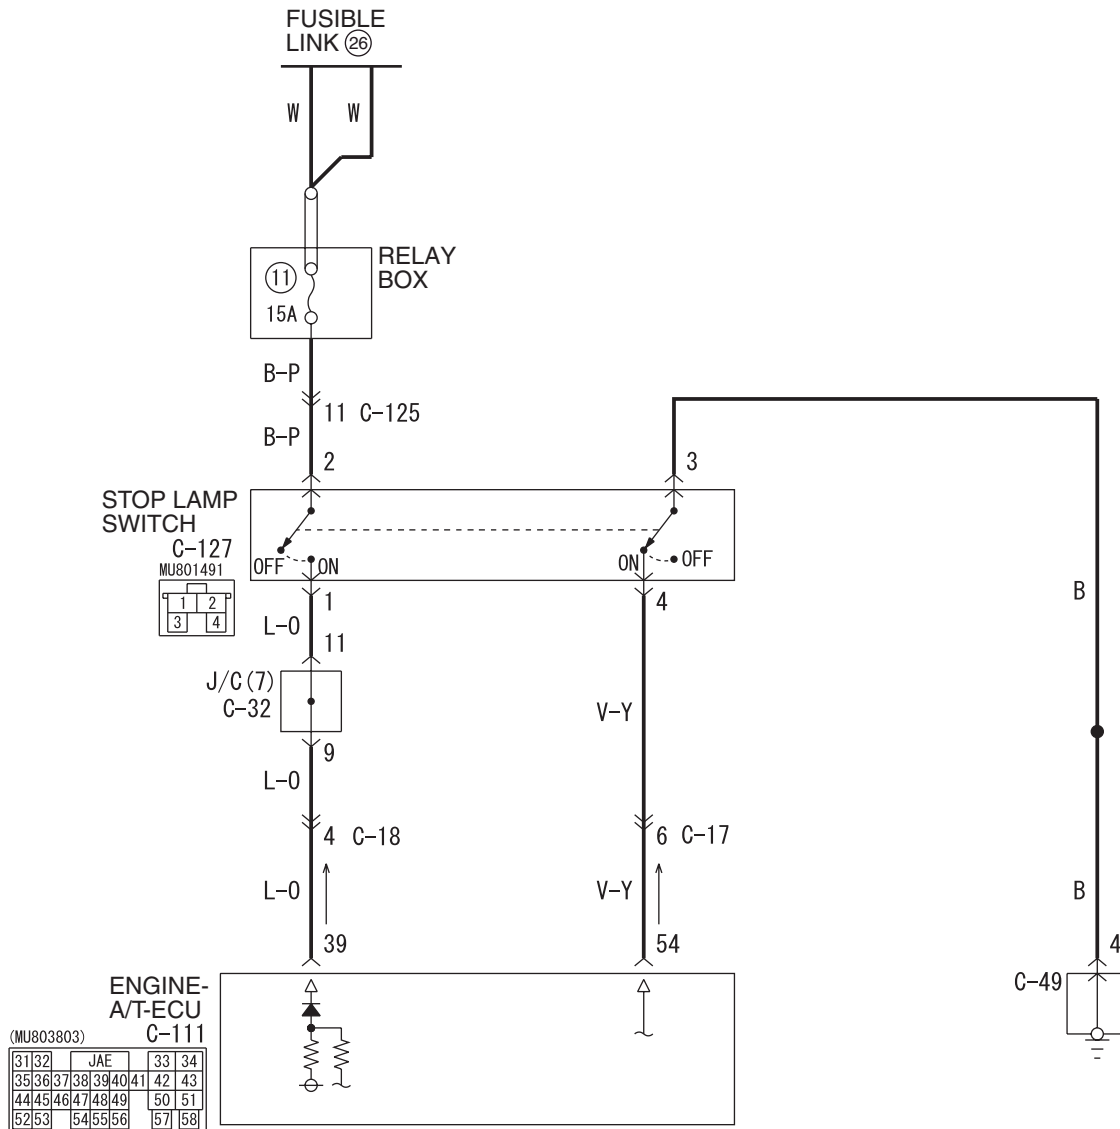 FUSIBLE
LINK 26
W W
RELAY
BOX
11
15A
B-P
11 C-125
B-P
2 3
STOP LAMP
SWITCH
C-127
MU801491
1 2
3 4
OFF ON
ON OFF
1 4
L-O
11
B
J/C(7)
C-32
V-Y
9
L-O
4 C-18
6 C-17
L-O
V-Y
B
39 54
4
C-49
ENGINE-
A/T-ECU
C-111
(MU803803)
31 32 JAE 33 34
35 36 37 38 39 40 41 42 43
44 45 46 47 48 49 50 51
52 53 54 55 56 57 58